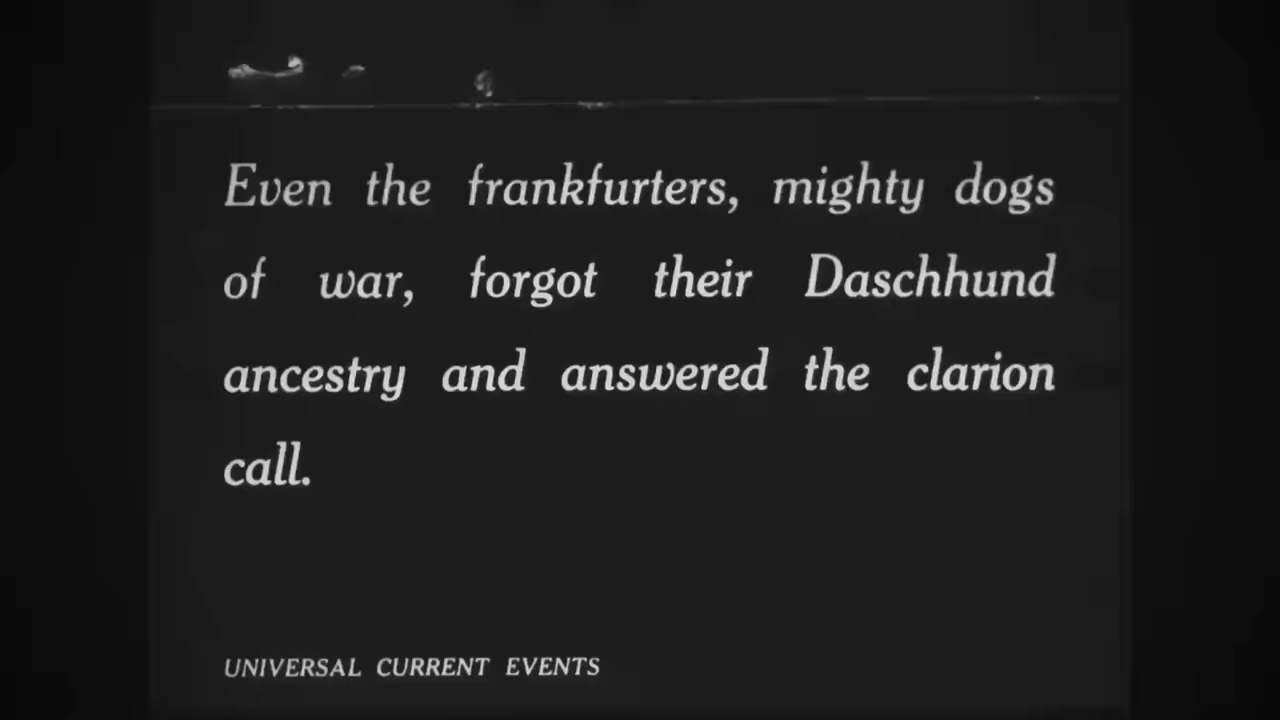 Even the frankfurters, mighty dogs
of war, forgot their Daschhund
ancestry and answered the clarion
call.
UNIVERSAL CURRENT EVENTS